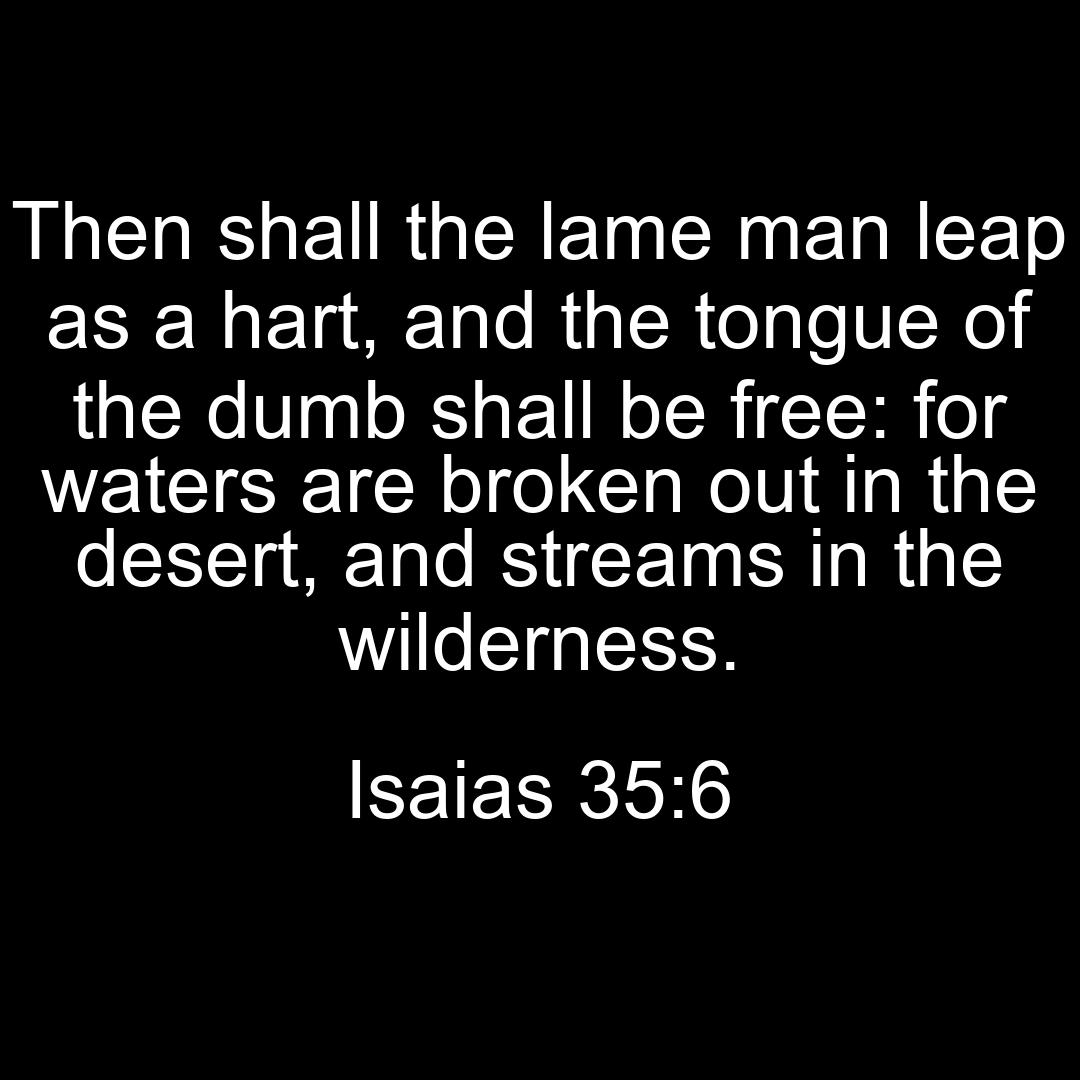 Then shall the lame man leap
as a hart, and the tongue of
the dumb shall be free: for
waters are broken out in the
desert, and streams in the
wilderness.
Isaias 35:6